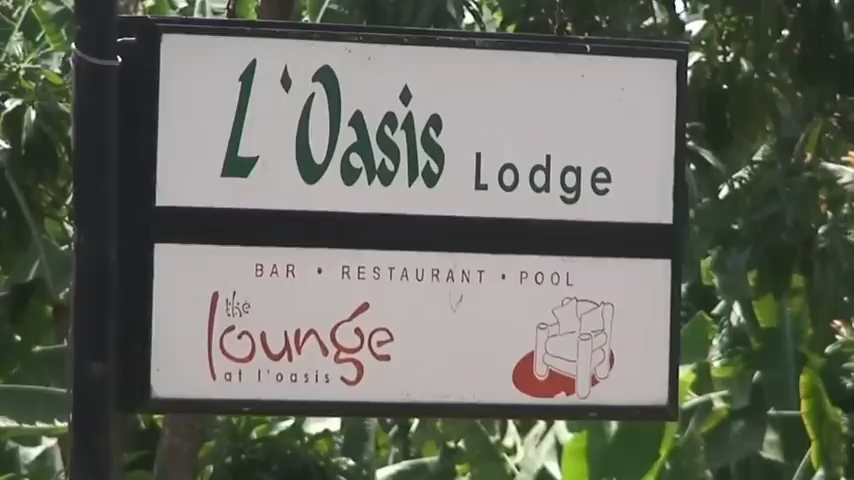 L'Oasis Lodge
BAR • RESTAURANT • POOL
the
lounge
at l'oasis